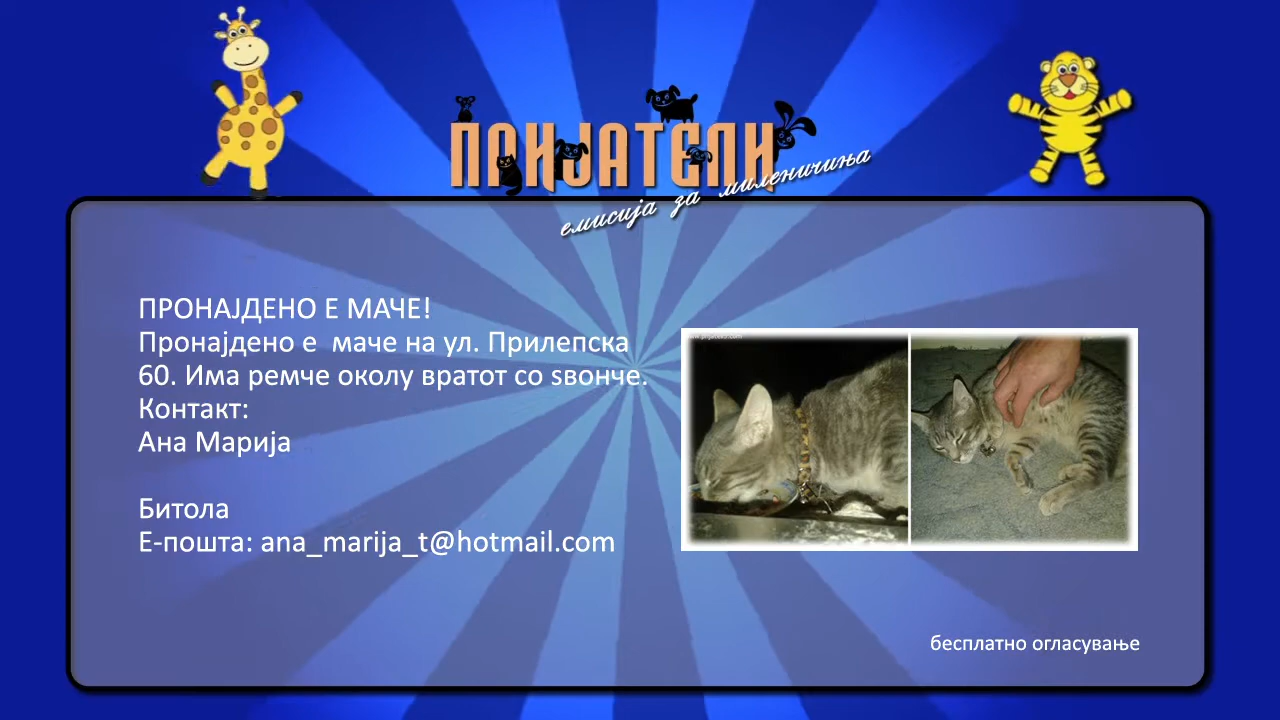 ПРИЈАТЕЛИ
емисија за миленичиња
ПРОНАЈДЕНО Е МАЧЕ!
Пронајдено е  маче на ул. Прилепска
60. Има ремче околу вратот со ѕвонче.
Контакт:
Ана Марија
Битола
Е-пошта: ana_marija_t@hotmail.com
бесплатно огласување